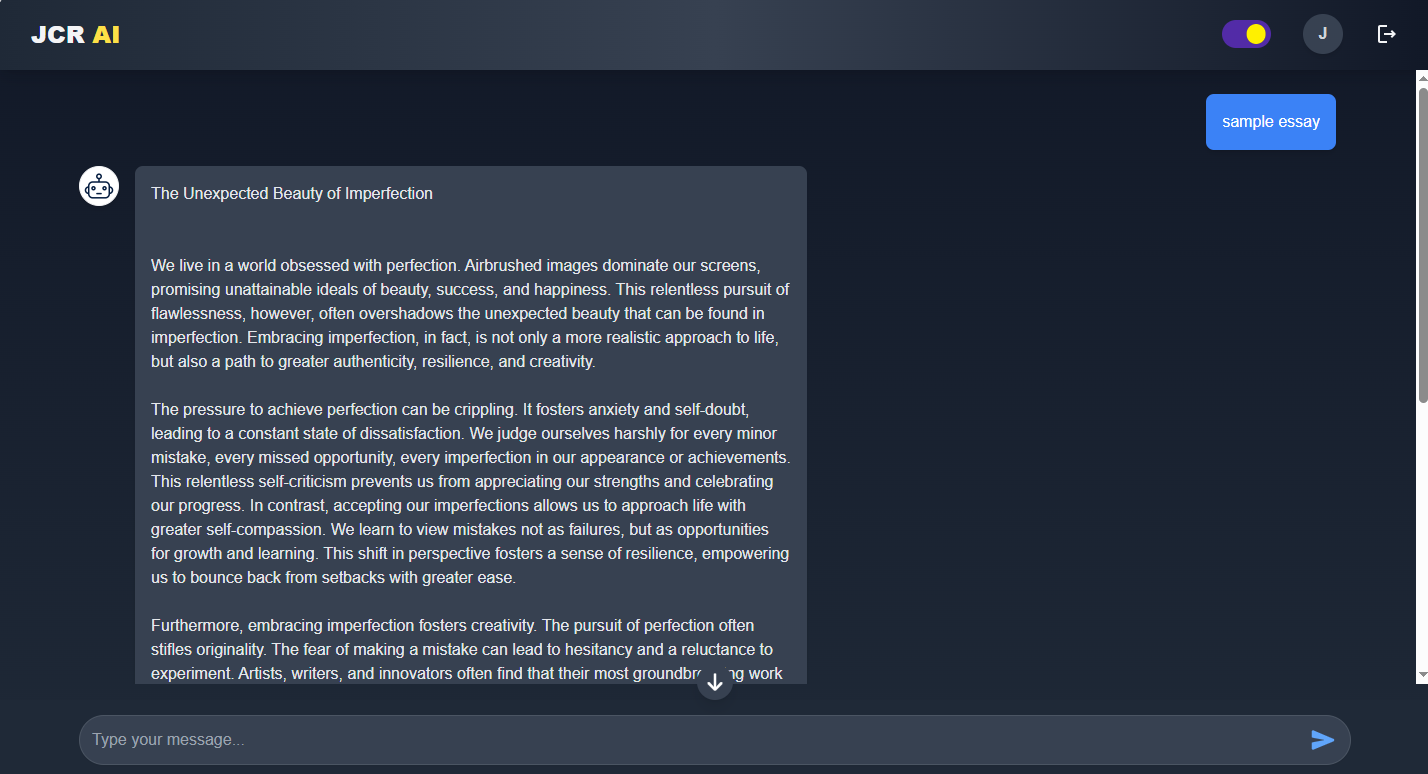 JCR AI
J
sample essay
The Unexpected Beauty of Imperfection
We live in a world obsessed with perfection. Airbrushed images dominate our screens,
promising unattainable ideals of beauty, success, and happiness. This relentless pursuit of
flawlessness, however, often overshadows the unexpected beauty that can be found in
imperfection. Embracing imperfection, in fact, is not only a more realistic approach to life,
but also a path to greater authenticity, resilience, and creativity.
The pressure to achieve perfection can be crippling. It fosters anxiety and self-doubt,
leading to a constant state of dissatisfaction. We judge ourselves harshly for every minor
mistake, every missed opportunity, every imperfection in our appearance or achievements.
This relentless self-criticism prevents us from appreciating our strengths and celebrating
our progress. In contrast, accepting our imperfections allows us to approach life with
greater self-compassion. We learn to view mistakes not as failures, but as opportunities
for growth and learning. This shift in perspective fosters a sense of resilience, empowering
us to bounce back from setbacks with greater ease.
Furthermore, embracing imperfection fosters creativity. The pursuit of perfection often
stifles originality. The fear of making a mistake can lead to hesitancy and a reluctance to
experiment. Artists, writers, and innovators often find that their most work
Type your message...